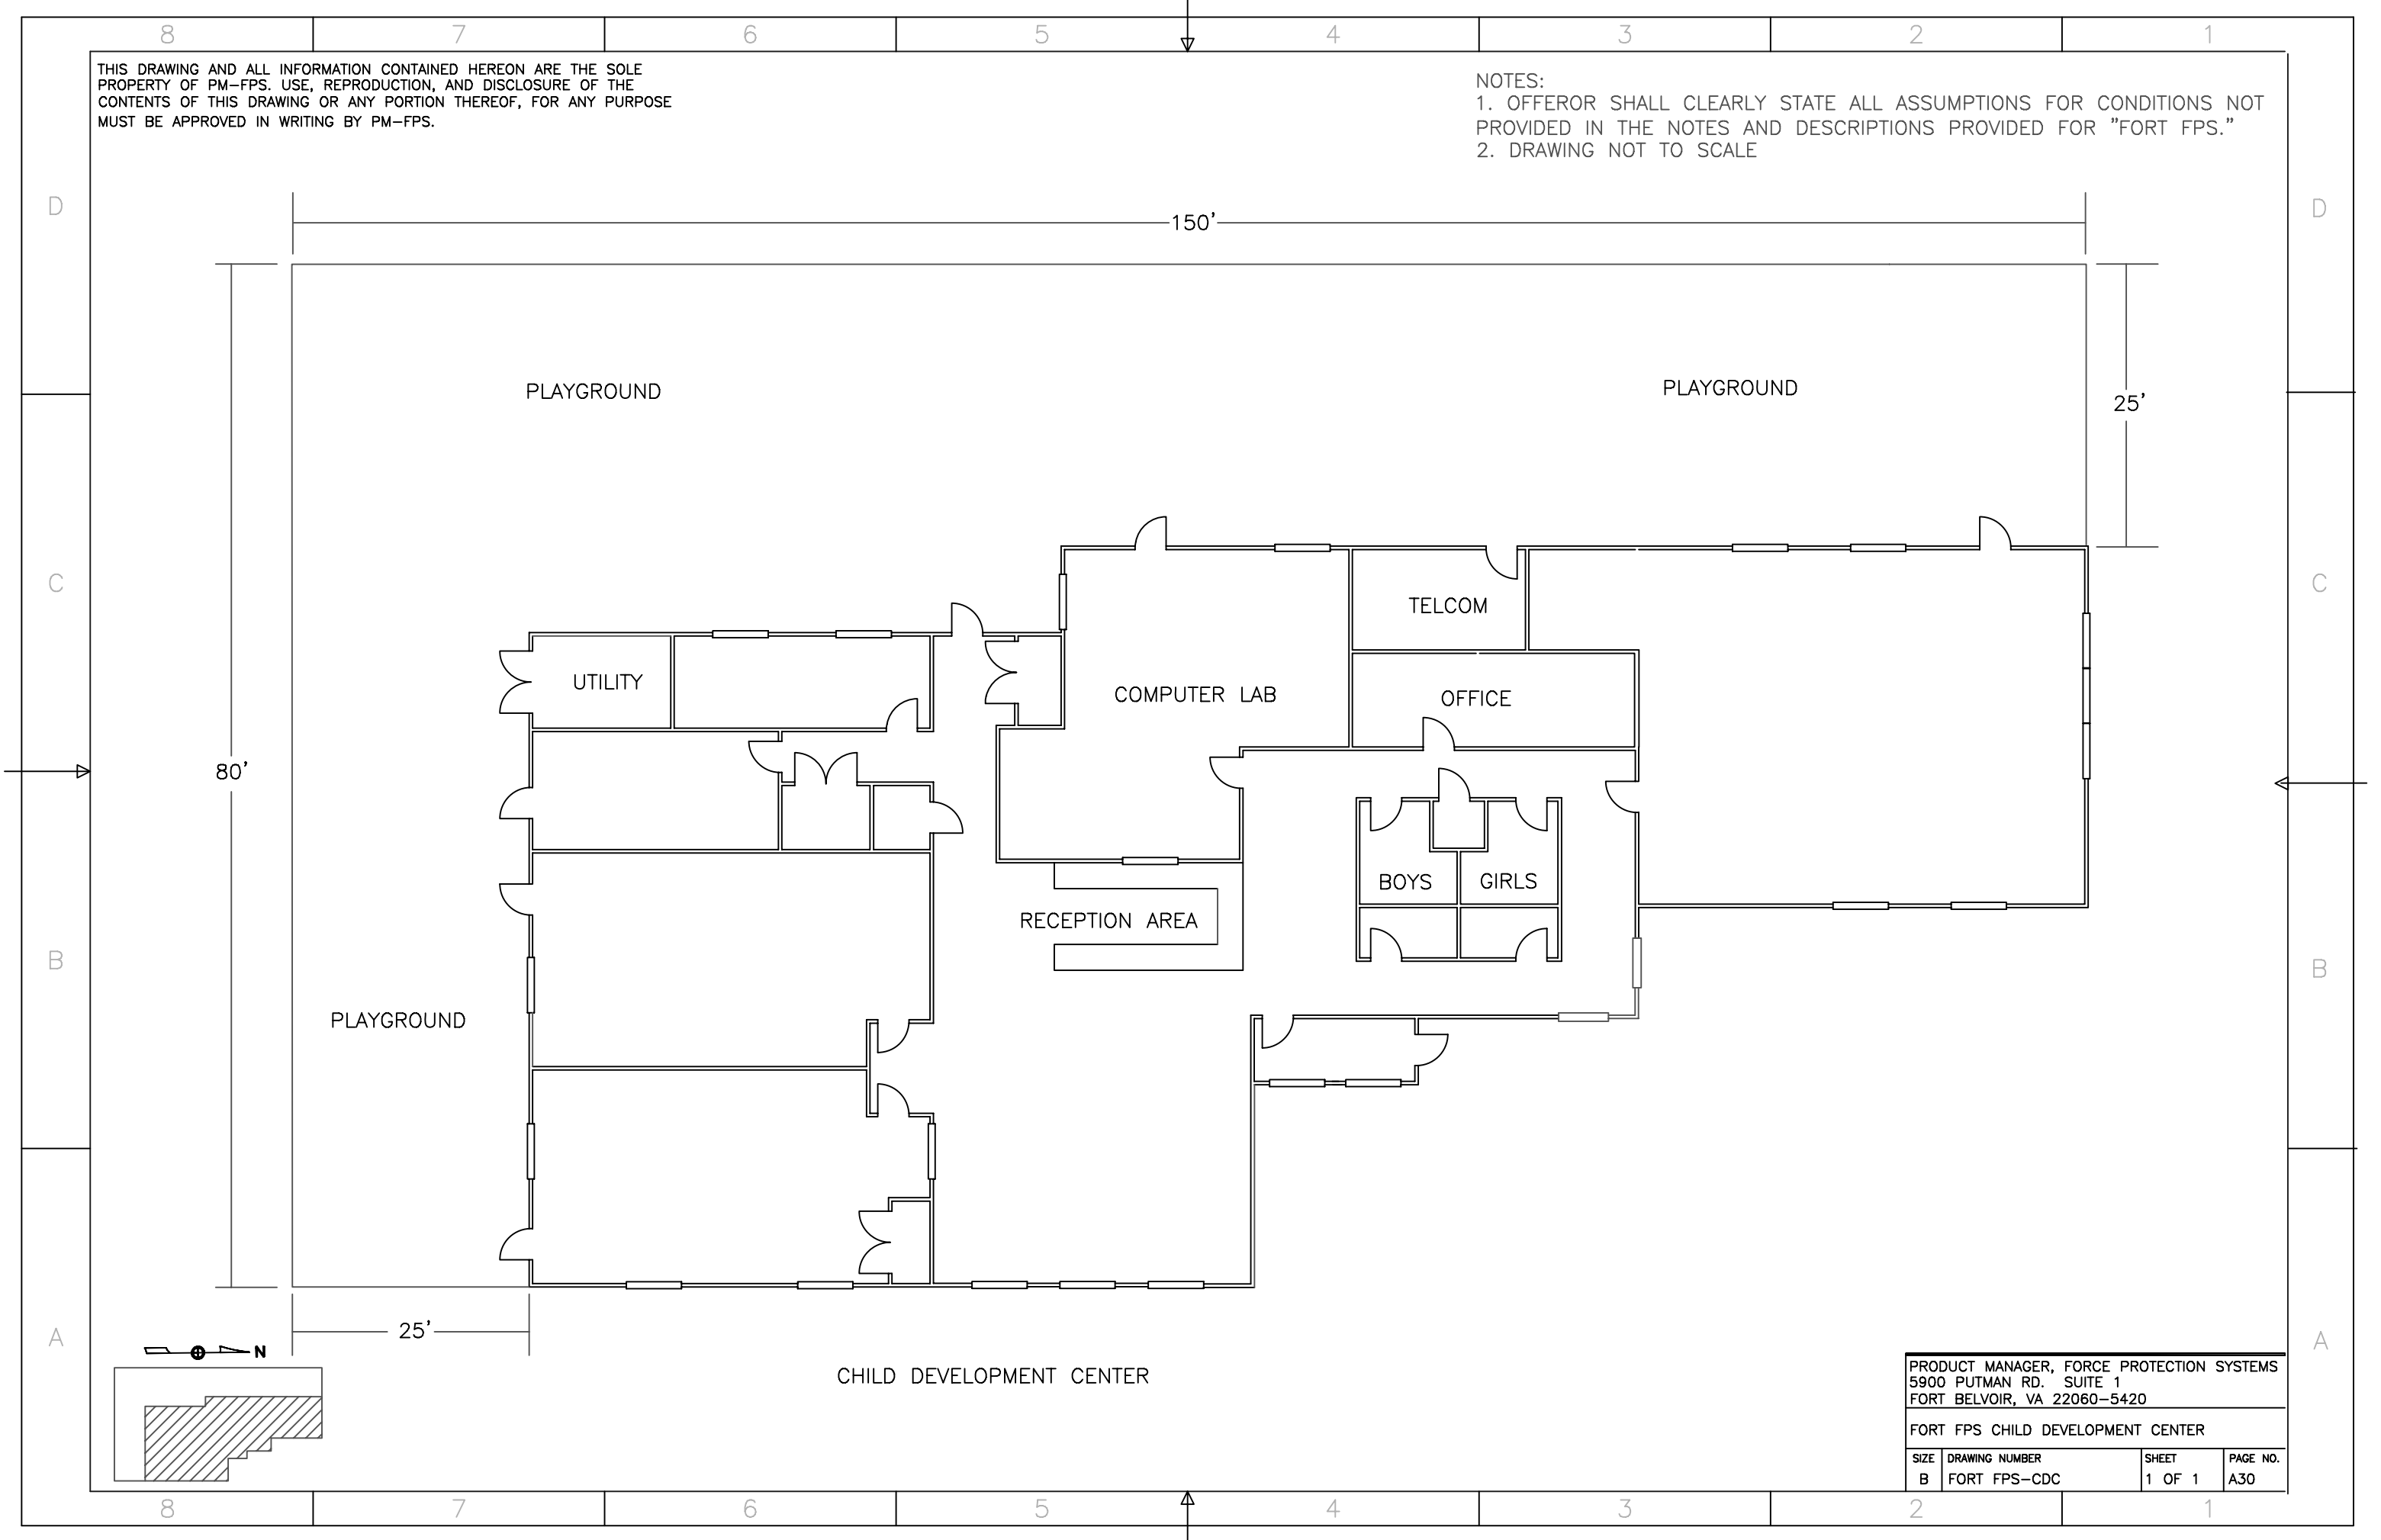 8 7 6 5 4 3 2 1
THIS DRAWING AND ALL INFORMATION CONTAINED HEREON ARE THE SOLE
PROPERTY OF PM-FPS. USE, REPRODUCTION, AND DISCLOSURE OF THE
CONTENTS OF THIS DRAWING OR ANY PORTION THEREOF, FOR ANY PURPOSE
MUST BE APPROVED IN WRITING BY PM-FPS.
NOTES:
1. OFFEROR SHALL CLEARLY STATE ALL ASSUMPTIONS FOR CONDITIONS NOT
PROVIDED IN THE NOTES AND DESCRIPTIONS PROVIDED FOR "FORT FPS."
2. DRAWING NOT TO SCALE
D
D
150'
PLAYGROUND
PLAYGROUND
25'
C
C
TELCOM
UTILITY
COMPUTER LAB
OFFICE
80'
BOYS
GIRLS
RECEPTION AREA
B
B
PLAYGROUND
25'
A
A
N
CHILD DEVELOPMENT CENTER
PRODUCT MANAGER, FORCE PROTECTION SYSTEMS
5900 PUTMAN RD. SUITE 1
FORT BELVOIR, VA 22060-5420
FORT FPS CHILD DEVELOPMENT CENTER
SIZE DRAWING NUMBER SHEET PAGE NO.
B FORT FPS-CDC 1 OF 1 A30
8 7 6 5 4 3 2 1